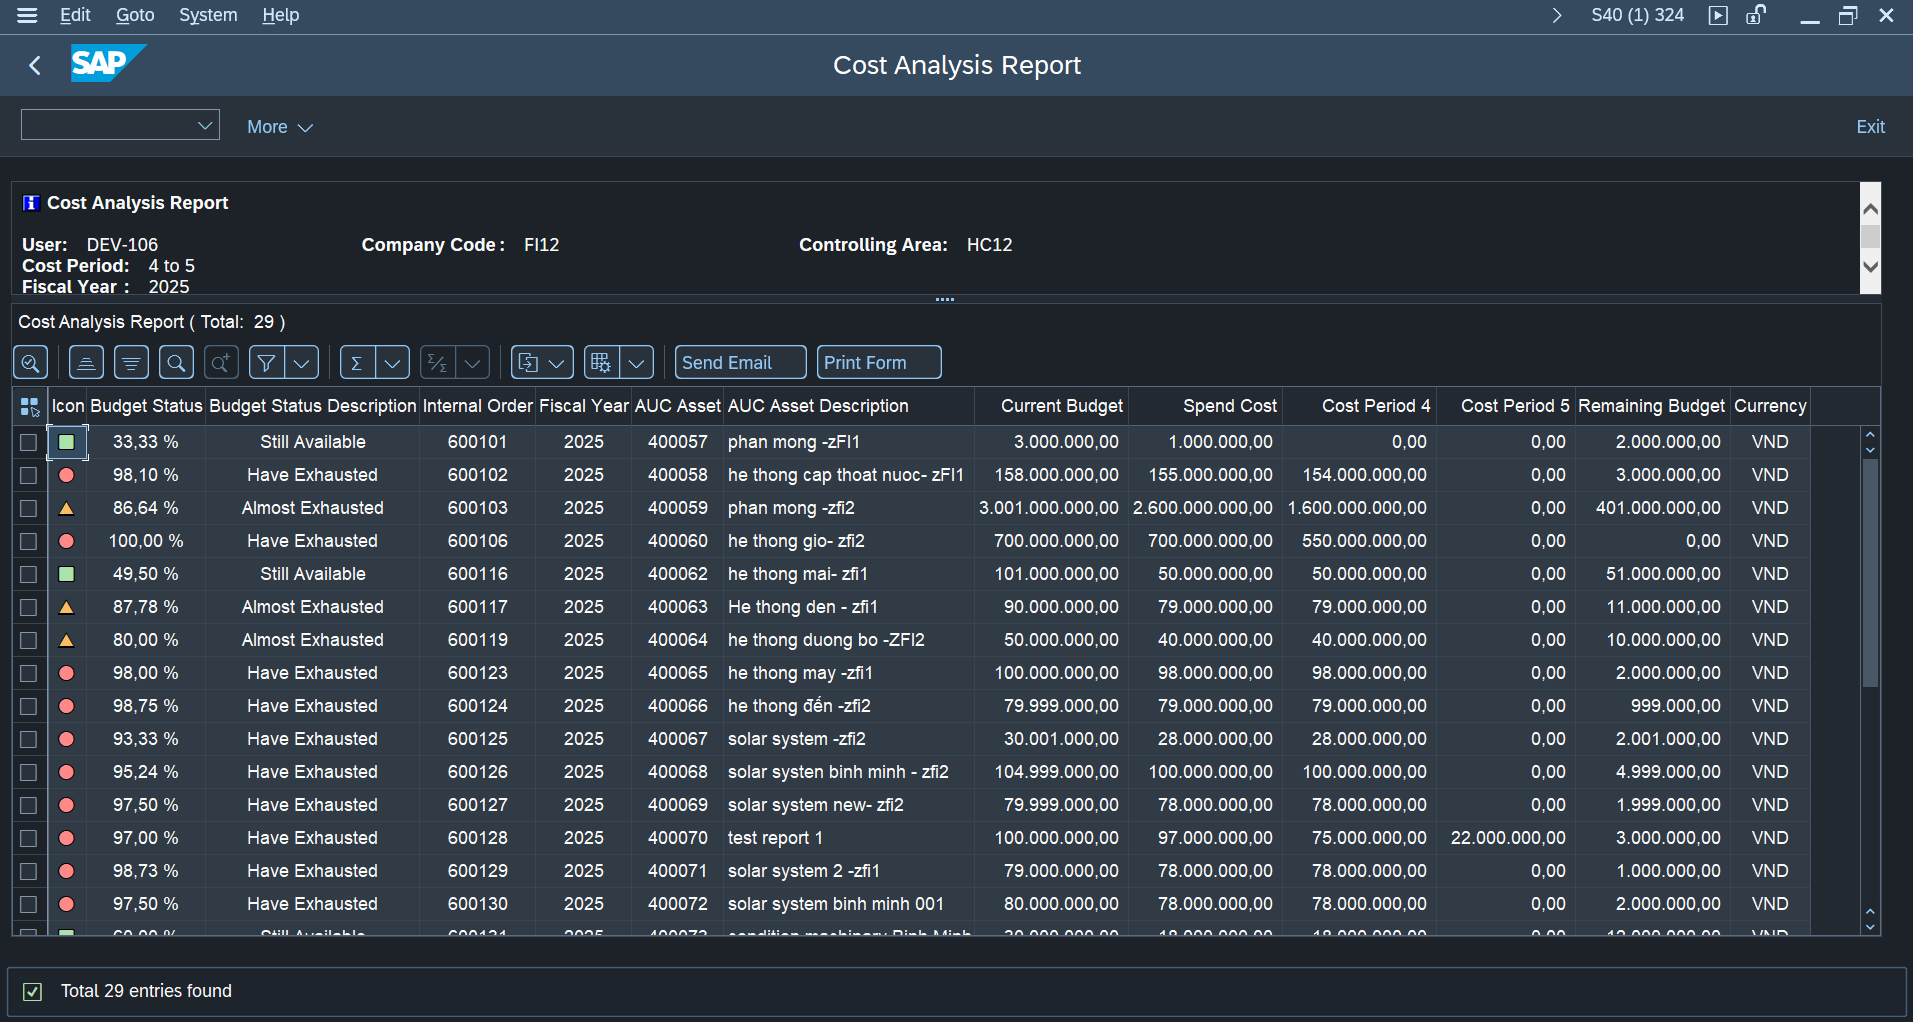 Edit Goto System Help S40 (1) 324
SAP Cost Analysis Report
More Exit
Cost Analysis Report
User: DEV-106 Company Code : FI12 Controlling Area: HC12
Cost Period: 4 to 5
Fiscal Year : 2025
Cost Analysis Report ( Total: 29 )
Send Email Print Form
Icon Budget Status Budget Status Description Internal Order Fiscal Year AUC Asset AUC Asset Description Current Budget Spend Cost Cost Period 4 Cost Period 5 Remaining Budget Currency
33,33 % Still Available 600101 2025 400057 phan mong -zFI1 3.000.000,00 1.000.000,00 0,00 0,00 2.000.000,00 VND
98,10 % Have Exhausted 600102 2025 400058 he thong cap thoat nuoc- zFI1 158.000.000,00 155.000.000,00 154.000.000,00 0,00 3.000.000,00 VND
86,64 % Almost Exhausted 600103 2025 400059 phan mong -zfi2 3.001.000.000,00 2.600.000.000,00 1.600.000.000,00 0,00 401.000.000,00 VND
100,00 % Have Exhausted 600106 2025 400060 he thong gio- zfi2 700.000.000,00 700.000.000,00 550.000.000,00 0,00 0,00 VND
49,50 % Still Available 600116 2025 400062 he thong mai- zfi1 101.000.000,00 50.000.000,00 50.000.000,00 0,00 51.000.000,00 VND
87,78 % Almost Exhausted 600117 2025 400063 He thong den - zfi1 90.000.000,00 79.000.000,00 79.000.000,00 0,00 11.000.000,00 VND
80,00 % Almost Exhausted 600119 2025 400064 he thong duong bo -ZFI2 50.000.000,00 40.000.000,00 40.000.000,00 0,00 10.000.000,00 VND
98,00 % Have Exhausted 600123 2025 400065 he thong may -zfi1 100.000.000,00 98.000.000,00 98.000.000,00 0,00 2.000.000,00 VND
98,75 % Have Exhausted 600124 2025 400066 he thong đến -zfi2 79.999.000,00 79.000.000,00 79.000.000,00 0,00 999.000,00 VND
93,33 % Have Exhausted 600125 2025 400067 solar system -zfi2 30.001.000,00 28.000.000,00 28.000.000,00 0,00 2.001.000,00 VND
95,24 % Have Exhausted 600126 2025 400068 solar systen binh minh - zfi2 104.999.000,00 100.000.000,00 100.000.000,00 0,00 4.999.000,00 VND
97,50 % Have Exhausted 600127 2025 400069 solar system new- zfi2 79.999.000,00 78.000.000,00 78.000.000,00 0,00 1.999.000,00 VND
97,00 % Have Exhausted 600128 2025 400070 test report 1 100.000.000,00 97.000.000,00 75.000.000,00 22.000.000,00 3.000.000,00 VND
98,73 % Have Exhausted 600129 2025 400071 solar system 2 -zfi1 79.000.000,00 78.000.000,00 78.000.000,00 0,00 1.000.000,00 VND
97,50 % Have Exhausted 600130 2025 400072 solar system binh minh 001 80.000.000,00 78.000.000,00 78.000.000,00 0,00 2.000.000,00 VND
Total 29 entries found